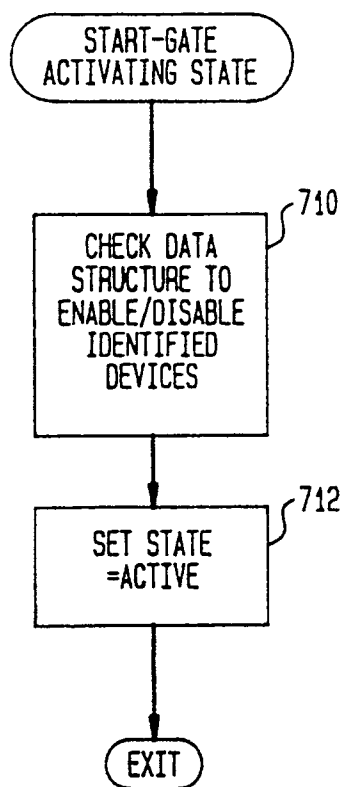 START-GATE
ACTIVATING STATE
710
CHECK DATA
STRUCTURE TO
ENABLE/DISABLE
IDENTIFIED
DEVICES
712
SET STATE
=ACTIVE
EXIT